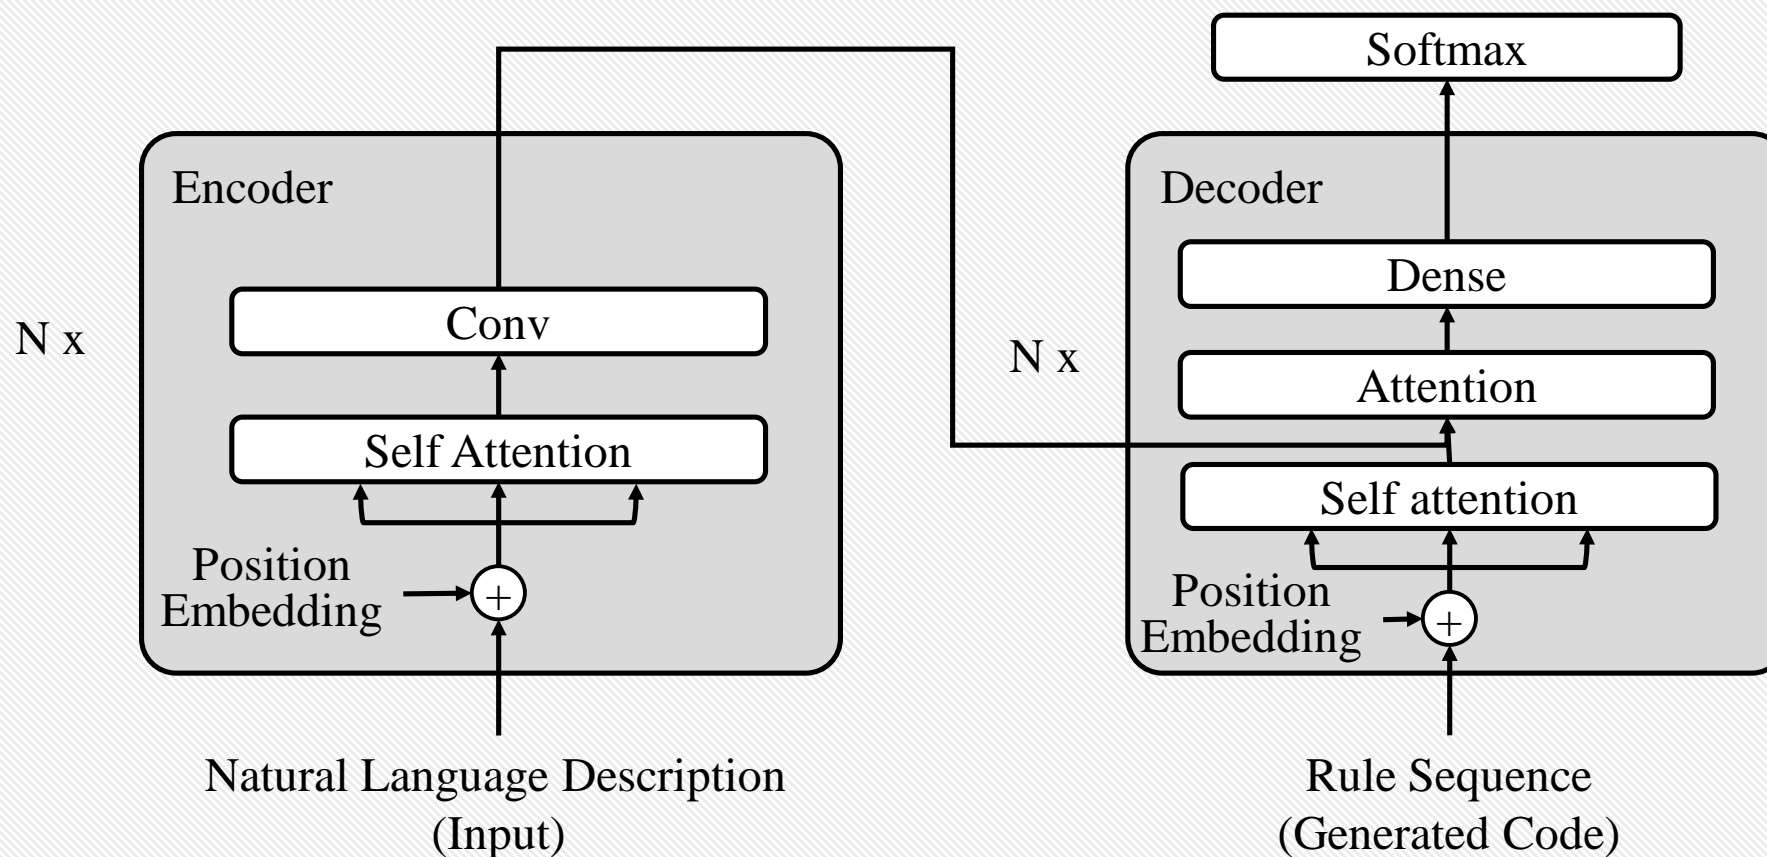 Encoder
Conv
N x
Self Attention
Position
Embedding
+
Natural Language Description
(Input)
Softmax
Decoder
Dense
N x
Attention
Self attention
Position
Embedding
+
Rule Sequence
(Generated Code)